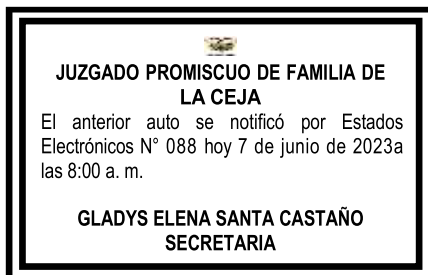 JUZGADO PROMISCUO DE FAMILIA DE
LA CEJA
El anterior auto se notificó por Estados
Electrónicos N° 088 hoy 7 de junio de 2023a
las 8:00 a. m.
GLADYS ELENA SANTA CASTAÑO
SECRETARIA